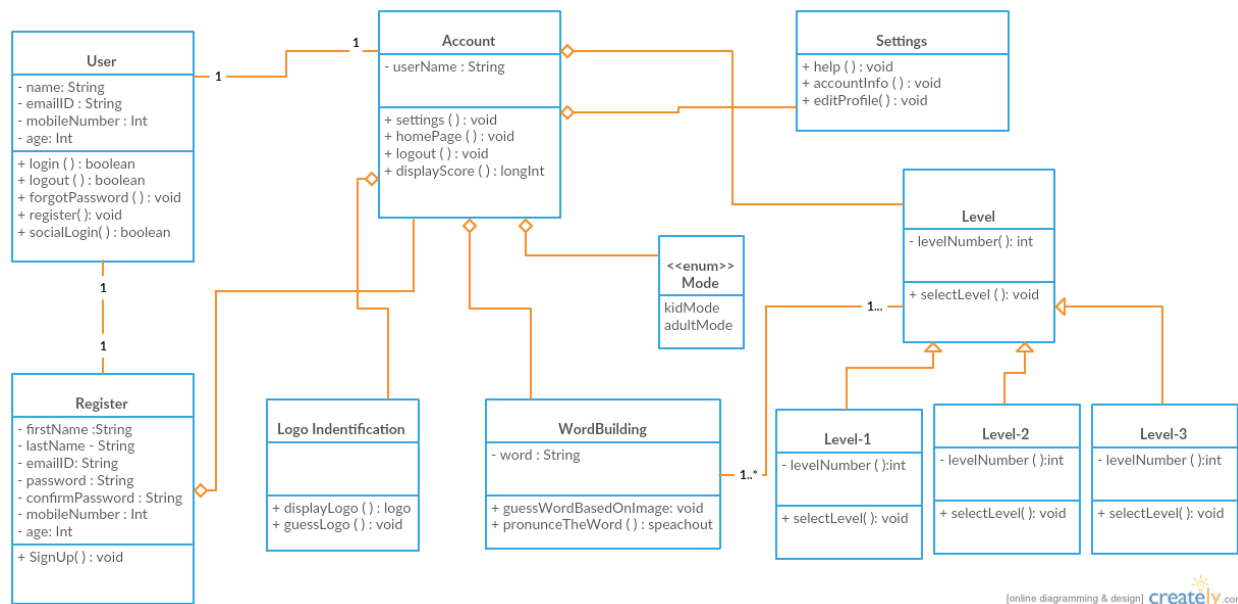 User
- name: String
- emailID : String
- mobileNumber : Int
- age: Int
+ login ( ) : boolean
+ logout ( ) : boolean
+ forgotPassword ( ) : void
+ register( ): void
+ socialLogin( ) : boolean
1
1
Account
- userName : String
+ settings ( ) : void
+ homePage ( ) : void
+ logout ( ) : void
+ displayScore ( ) : longInt
Settings
+ help ( ) : void
+ accountInfo ( ) : void
+ editProfile( ) : void
Level
- levelNumber( ): int
+ selectLevel ( ): void
<<enum>>
Mode
kidMode
adultMode
1...
1
1
Register
- firstName :String
- lastName - String
- emailID: String
- password : String
- confirmPassword : String
- mobileNumber : Int
- age: Int
+ SignUp( ) : void
Logo Indentification
+ displayLogo ( ) : logo
+ guessLogo ( ) : void
WordBuilding
- word : String
+ guessWordBasedOnImage: void
+ pronunceTheWord ( ) : speachout
1..*
Level-1
- levelNumber ( ):int
+ selectLevel( ): void
Level-2
- levelNumber ( ):int
+ selectLevel( ): void
Level-3
- levelNumber ( ):int
+ selectLevel( ): void
[online diagramming & design] creately.com